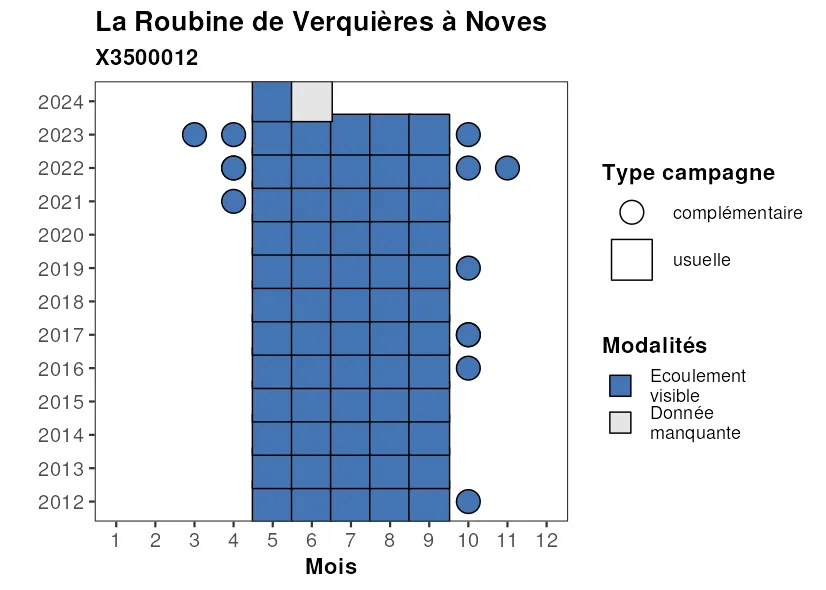 La Roubine de Verquières à Noves
X3500012
2024
2023
2022
2021
2020
2019
2018
2017
2016
2015
2014
2013
2012
1 2 3 4 5 6 7 8 9 10 11 12
Mois
Type campagne
complémentaire
usuelle
Modalités
Ecoulement
visible
Donnée
manquante